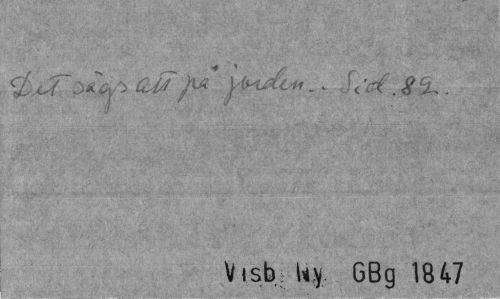 Det sägs att på jorden.. Sid. 82.
Visb. Ny GBg 1847